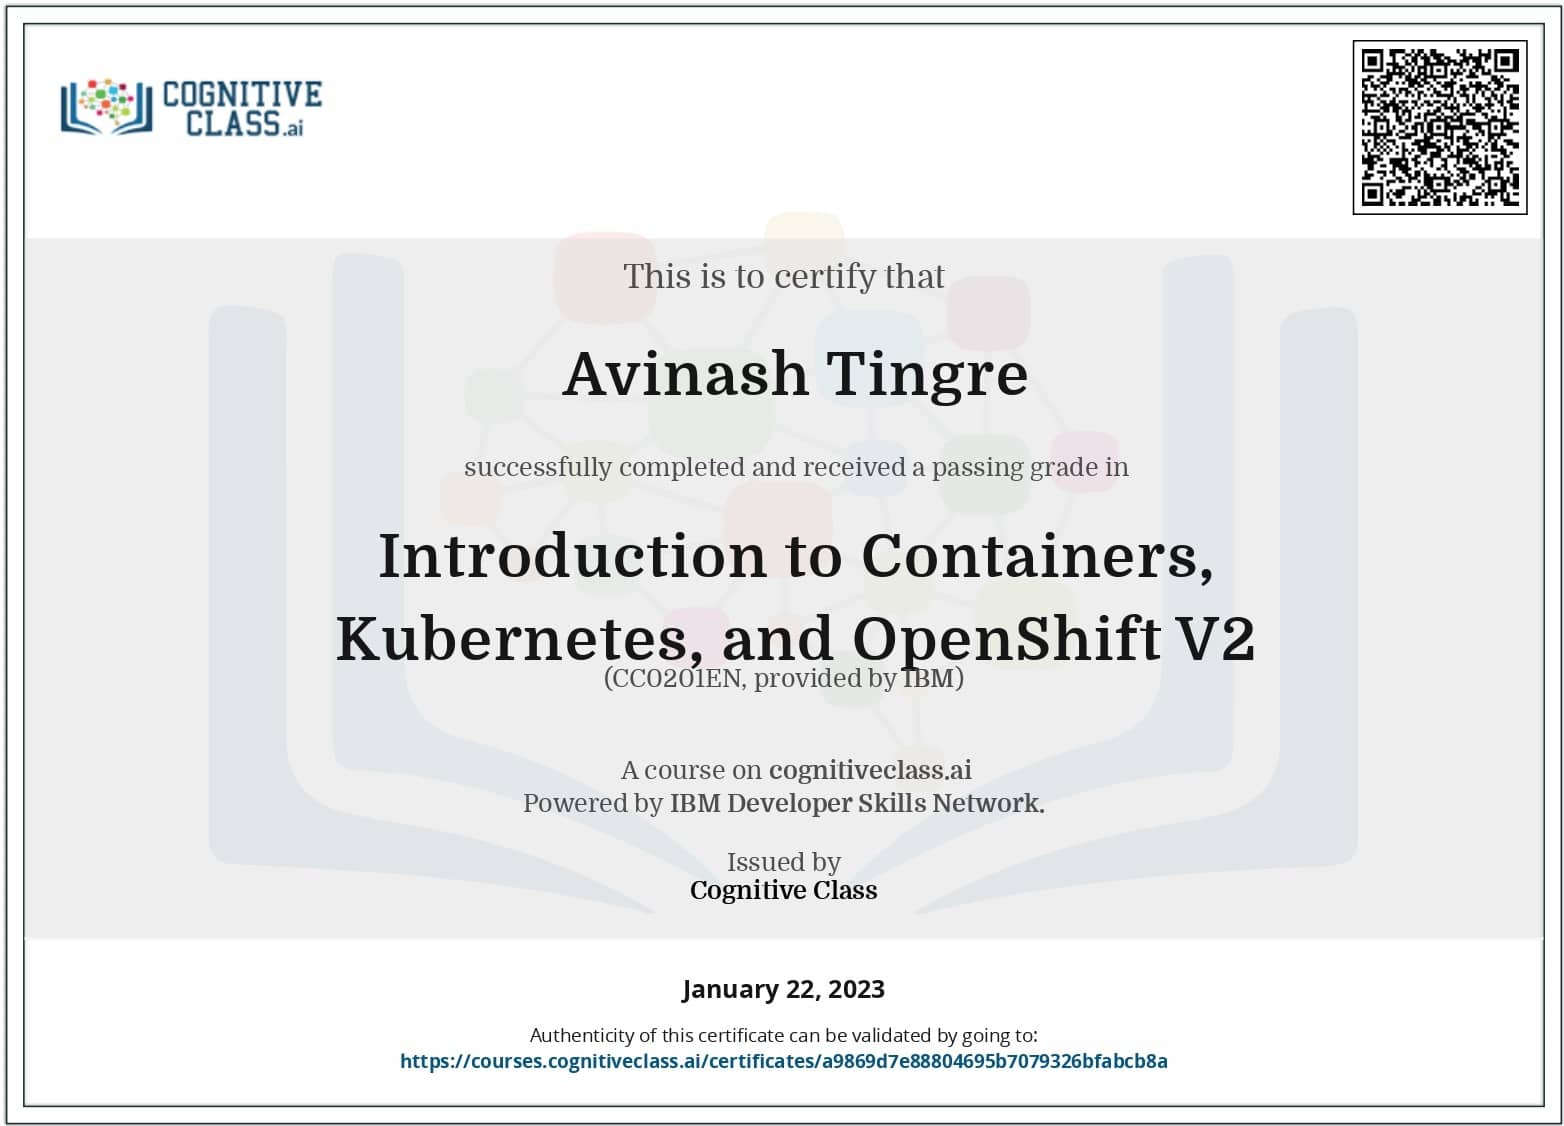 COGNITIVE
CLASS.ai
This is to certify that
Avinash Tingre
successfully completed and received a passing grade in
Introduction to Containers,
Kubernetes, and OpenShift V2
(CC0201EN, provided by IBM)
A course on cognitiveclass.ai
Powered by IBM Developer Skills Network.
Issued by
Cognitive Class
January 22, 2023
Authenticity of this certificate can be validated by going to:
https://courses.cognitiveclass.ai/certificates/a9869d7e88804695b7079326bfabcb8a